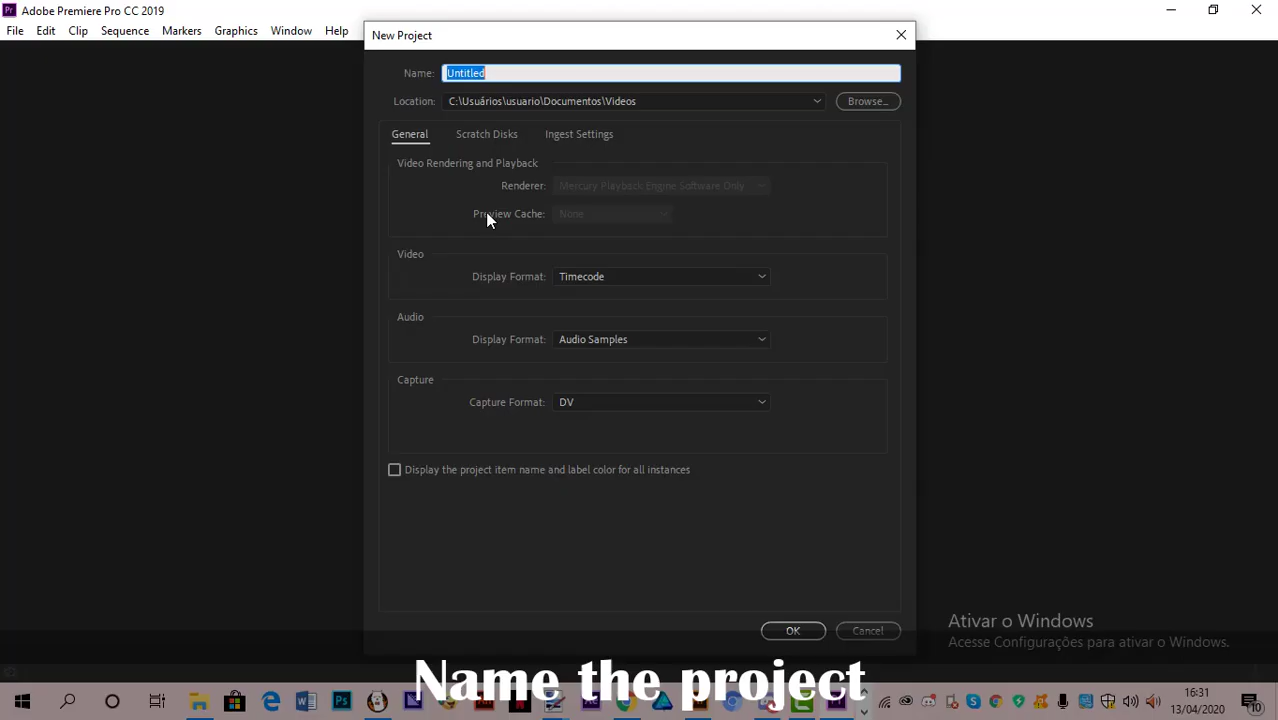 Adobe Premiere Pro CC 2019
File Edit Clip Sequence Markers Graphics Window Help
New Project
Name: Untitled
Location: C:\Usuários\usuario\Documentos\Videos Browse...
General Scratch Disks Ingest Settings
Video Rendering and Playback
Renderer: Mercury Playback Engine Software Only
Preview Cache: None
Video
Display Format: Timecode
Audio
Display Format: Audio Samples
Capture
Capture Format: DV
Display the project item name and label color for all instances
Ativar o Windows
Acesse Configurações para ativar o Windows.
OK Cancel
Name the project
16:31
13/04/2020
10